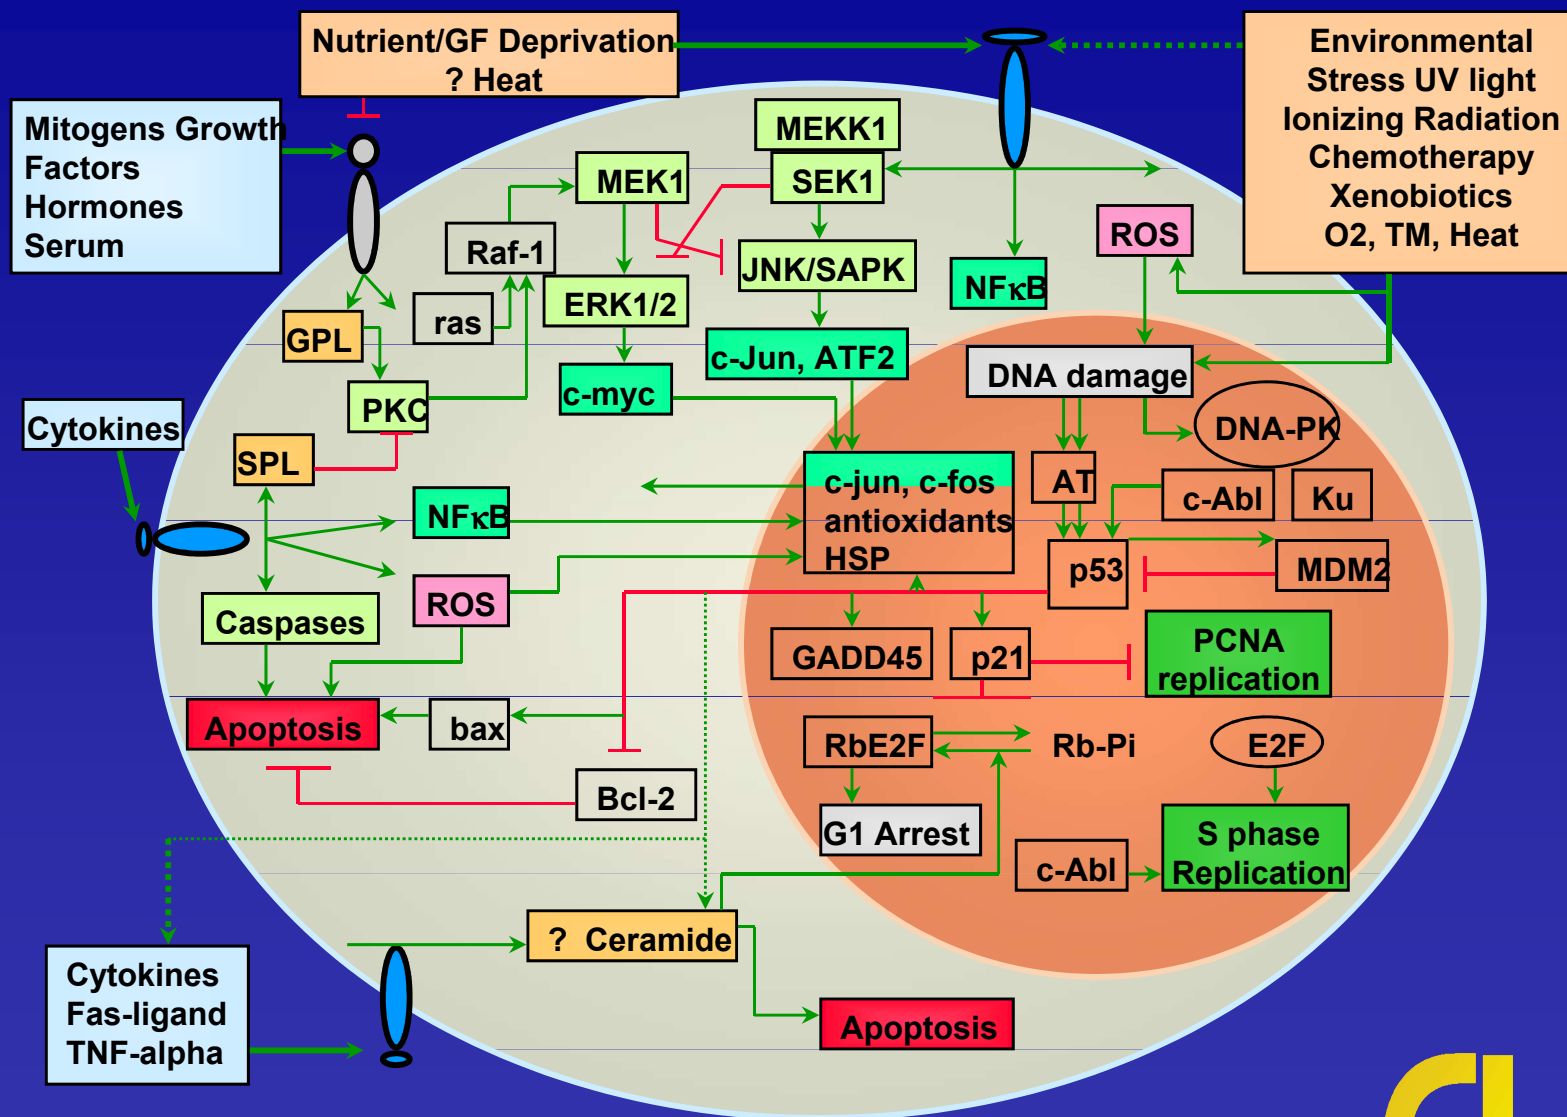 Nutrient/GF Deprivation
? Heat
Environmental
Stress UV light
Ionizing Radiation
Chemotherapy
Xenobiotics
O2, TM, Heat
Mitogens Growth
Factors
Hormones
Serum
MEKK1
SEK1
MEK1
Raf-1
ROS
JNK/SAPK
NFκB
ERK1/2
ras
GPL
c-Jun, ATF2
DNA damage
c-myc
PKC
DNA-PK
Cytokines
SPL
c-jun, c-fos
antioxidants
HSP
AT
c-Abl
Ku
NFκB
p53
MDM2
ROS
Caspases
GADD45
p21
PCNA
replication
Apoptosis
bax
RbE2F
Rb-Pi
E2F
Bcl-2
G1 Arrest
S phase
Replication
c-Abl
? Ceramide
Cytokines
Fas-ligand
TNF-alpha
Apoptosis